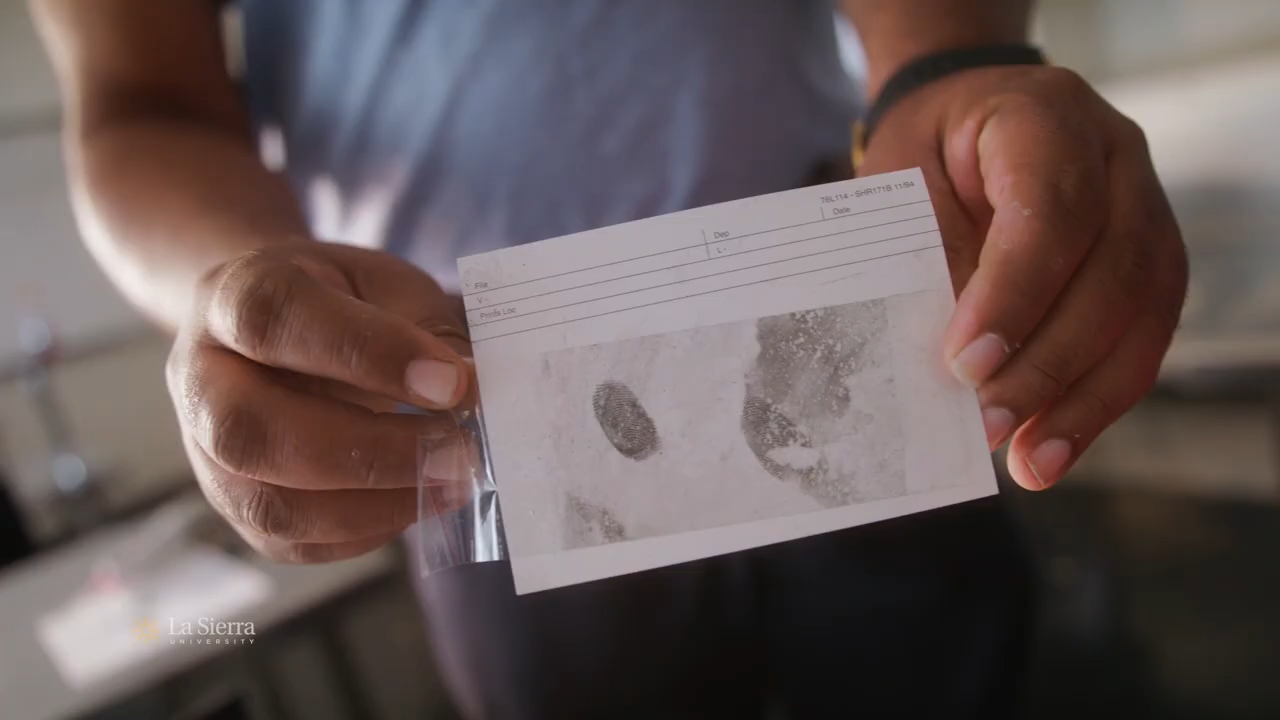 78L114 - SHR171B 11/94
File
Dep
Date
V-
L-
Prints Loc
La Sierra
UNIVERSITY